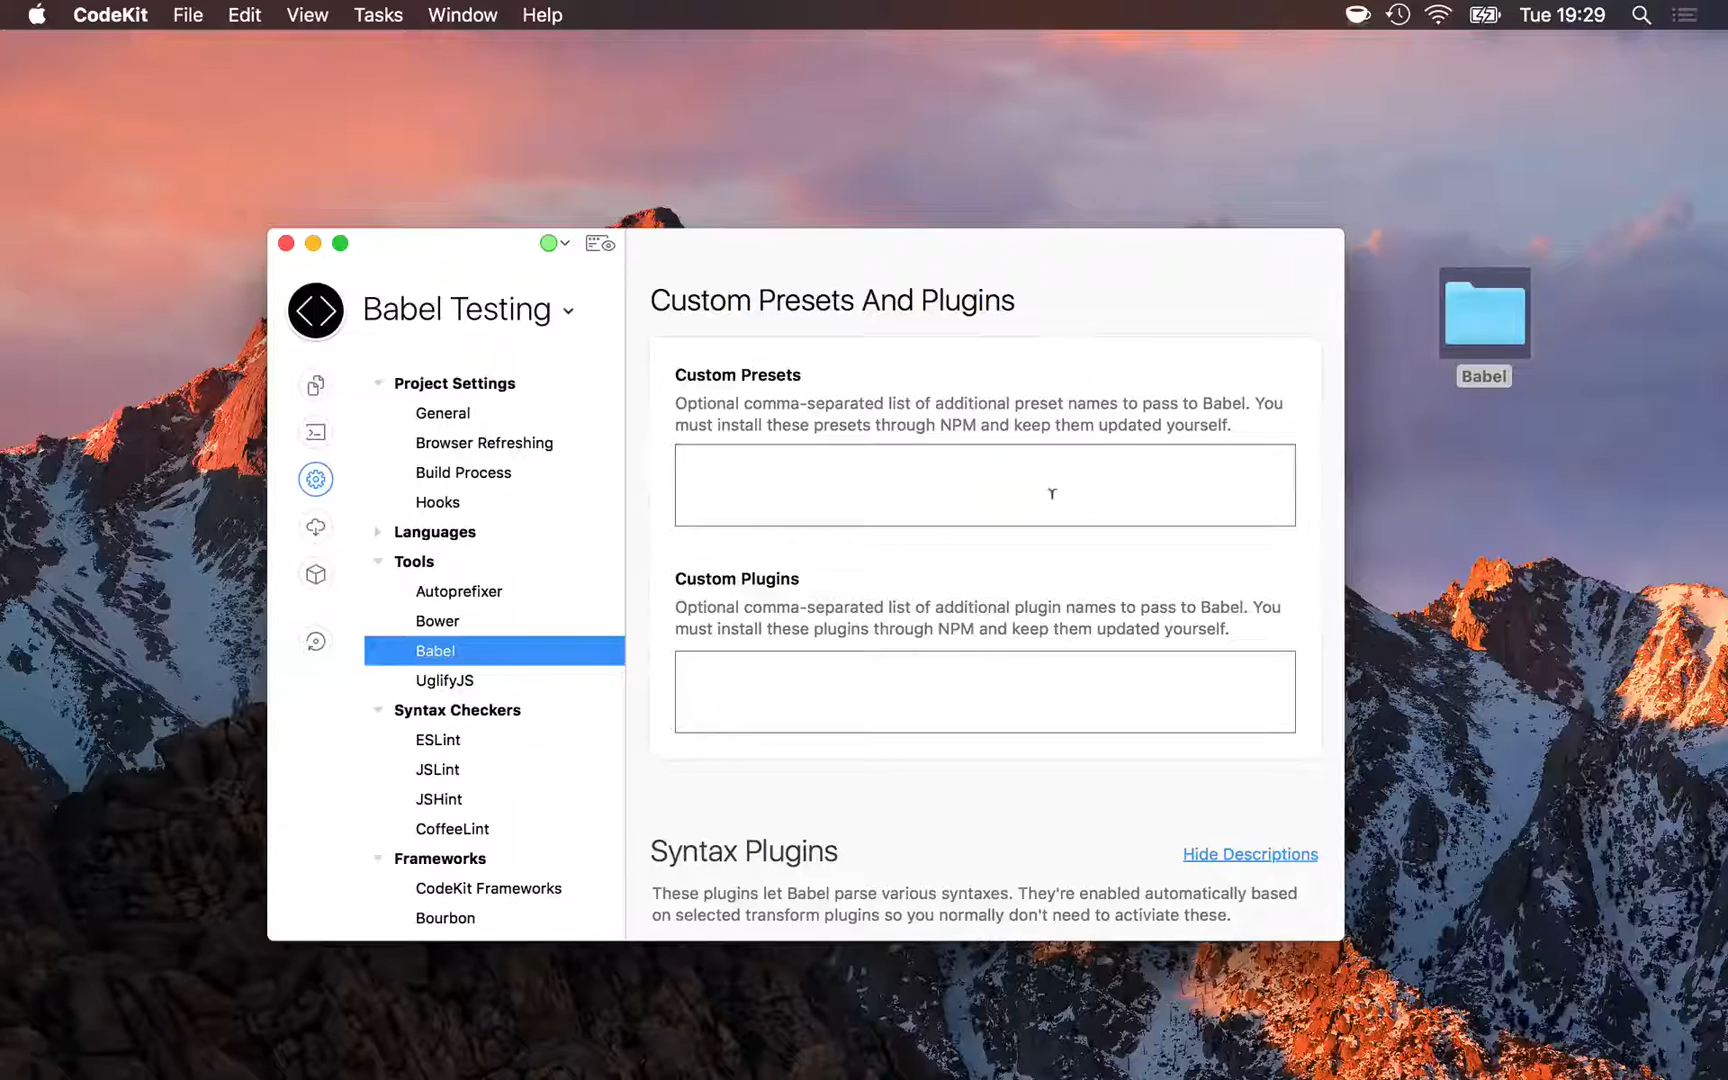 CodeKit File Edit View Tasks Window Help Tue 19:29
Babel Testing
Project Settings
General
Browser Refreshing
Build Process
Hooks
Languages
Tools
Autoprefixer
Bower
Babel
UglifyJS
Syntax Checkers
ESLint
JSLint
JSHint
CoffeeLint
Frameworks
CodeKit Frameworks
Bourbon
Custom Presets And Plugins
Custom Presets
Optional comma-separated list of additional preset names to pass to Babel. You
must install these presets through NPM and keep them updated yourself.
Custom Plugins
Optional comma-separated list of additional plugin names to pass to Babel. You
must install these plugins through NPM and keep them updated yourself.
Syntax Plugins
Hide Descriptions
These plugins let Babel parse various syntaxes. They're enabled automatically based
on selected transform plugins so you normally don't need to activiate these.
Babel